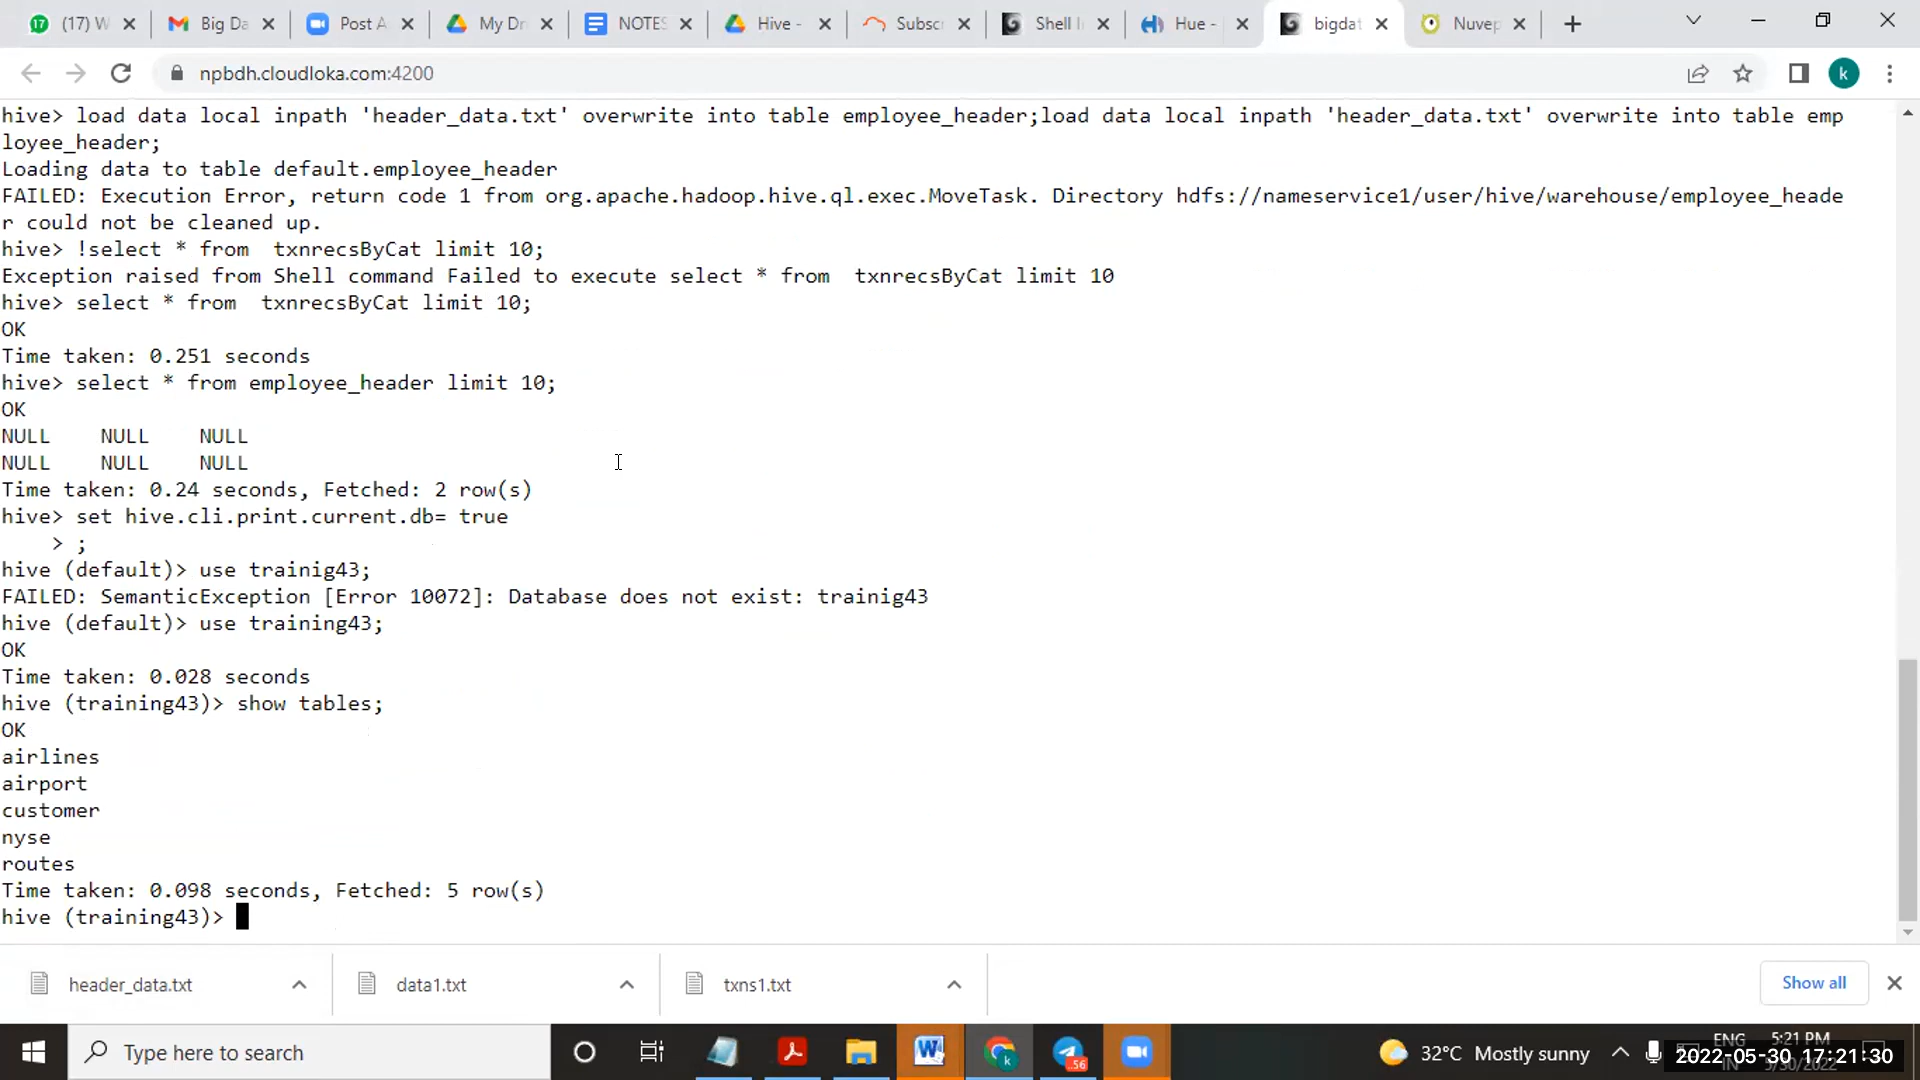 (17) W
Big Da
Post A
My Dr
NOTES
Hive -
Subsc
Shell I
Hue -
bigdat
Nuvep
npbdh.cloudloka.com:4200
k
hive> load data local inpath 'header_data.txt' overwrite into table employee_header;load data local inpath 'header_data.txt' overwrite into table emp
loyee_header;
Loading data to table default.employee_header
FAILED: Execution Error, return code 1 from org.apache.hadoop.hive.ql.exec.MoveTask. Directory hdfs://nameservice1/user/hive/warehouse/employee_heade
r could not be cleaned up.
hive> !select * from  txnrecsByCat limit 10;
Exception raised from Shell command Failed to execute select * from  txnrecsByCat limit 10
hive> select * from  txnrecsByCat limit 10;
OK
Time taken: 0.251 seconds
hive> select * from employee_header limit 10;
OK
NULL    NULL    NULL
NULL    NULL    NULL
Time taken: 0.24 seconds, Fetched: 2 row(s)
hive> set hive.cli.print.current.db= true
    > ;
hive (default)> use trainig43;
FAILED: SemanticException [Error 10072]: Database does not exist: trainig43
hive (default)> use training43;
OK
Time taken: 0.028 seconds
hive (training43)> show tables;
OK
airlines
airport
customer
nyse
routes
Time taken: 0.098 seconds, Fetched: 5 row(s)
hive (training43)>
header_data.txt
data1.txt
txns1.txt
Show all
Type here to search
56
32°C Mostly sunny
ENG
5:21 PM
2022-05-30 17:21:30